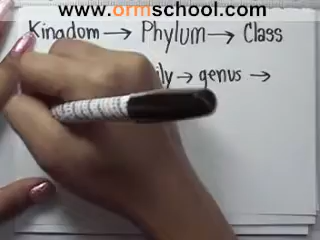 www.ormschool.com
Kingdom → Phylum → Class
ily → genus →